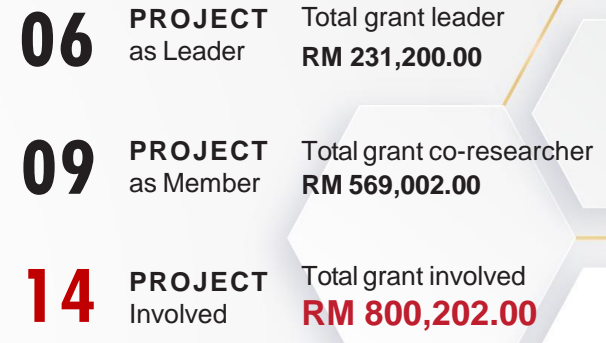 06 PROJECT Total grant leader
as Leader RM 231,200.00
09 PROJECT Total grant co-researcher
as Member RM 569,002.00
14 PROJECT Total grant involved
Involved RM 800,202.00